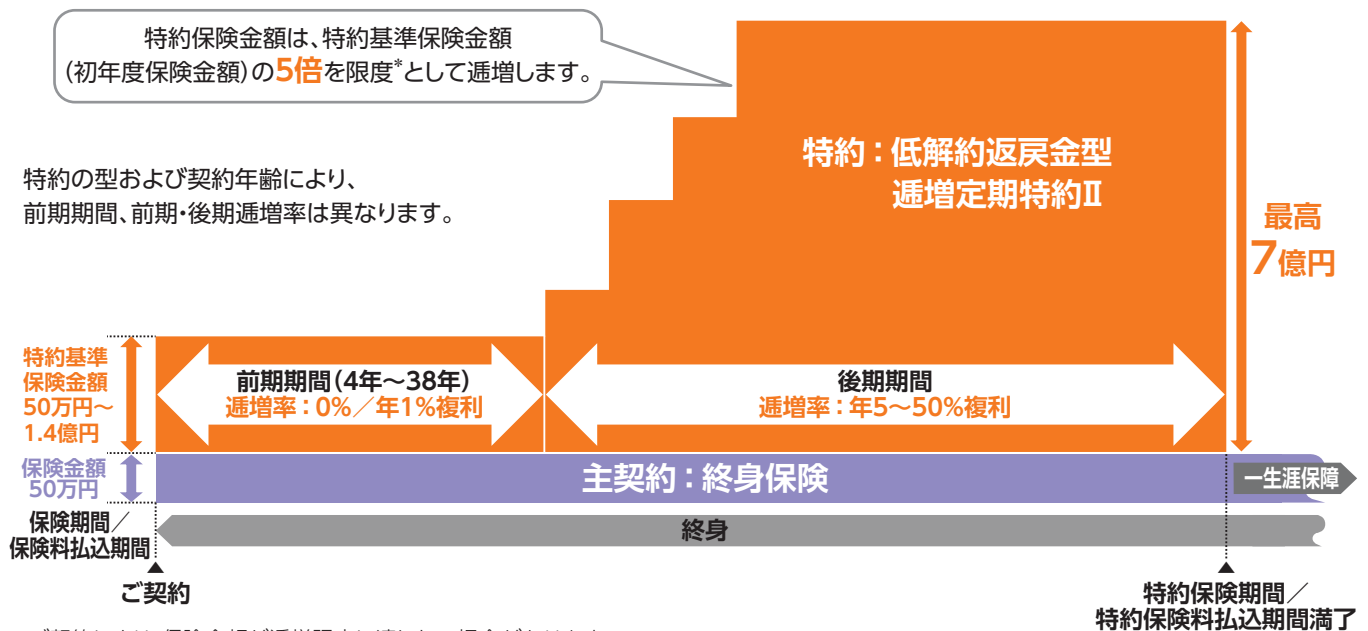 特約保険金額は、特約基準保険金額
(初年度保険金額)の5倍を限度*として逓増します。
特約の型および契約年齢により、
前期期間、前期・後期逓増率は異なります。
特約：低解約返戻金型
逓増定期特約Ⅱ
最高
7億円
特約基準
保険金額
50万円～
1.4億円
前期期間(4年～38年)
逓増率：0%／年1%複利
後期期間
逓増率：年5～50%複利
保険金額
50万円
主契約：終身保険
一生涯保障
保険期間／
保険料払込期間
終身
ご契約
特約保険期間／
特約保険料払込期間満了